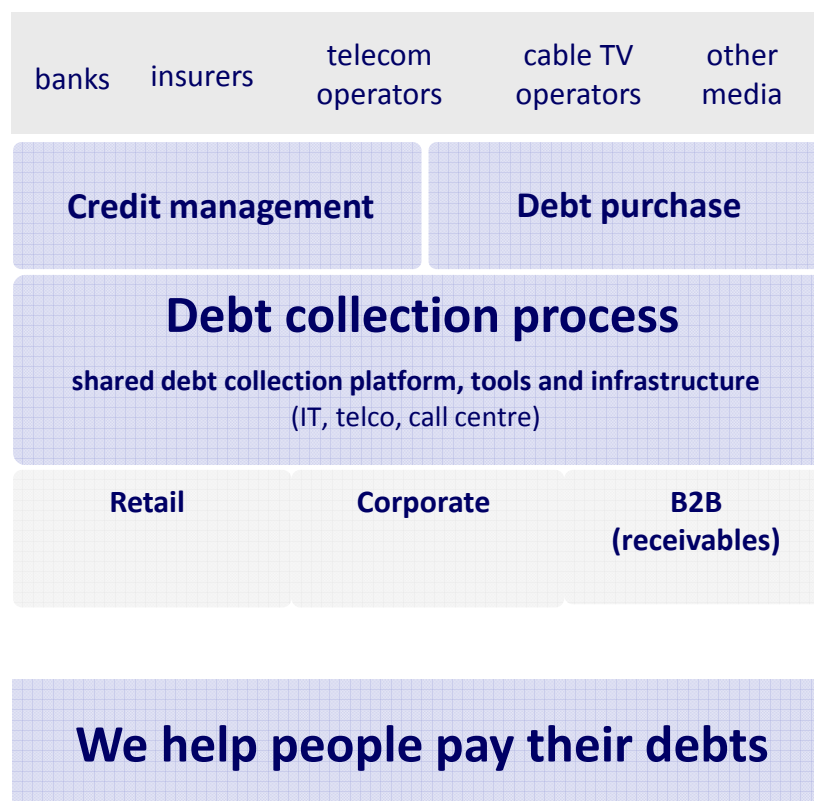 banks
insurers
telecom
operators
cable TV
operators
other
media
Credit management
Debt purchase
Debt collection process
shared debt collection platform, tools and infrastructure
(IT, telco, call centre)
Retail
Corporate
B2B
(receivables)
We help people pay their debts